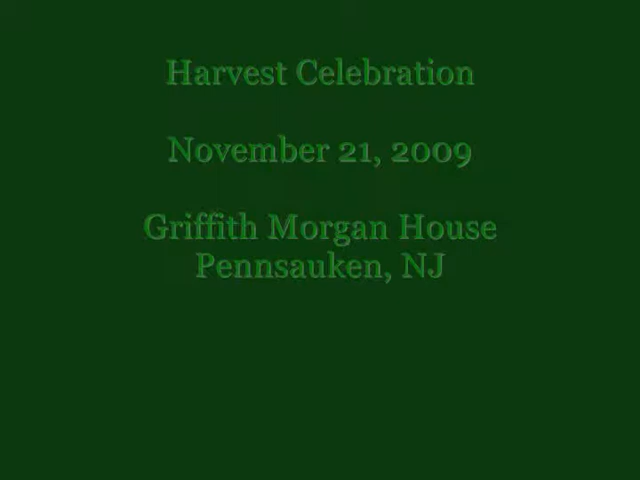 Harvest Celebration
November 21, 2009
Griffith Morgan House
Pennsauken, NJ